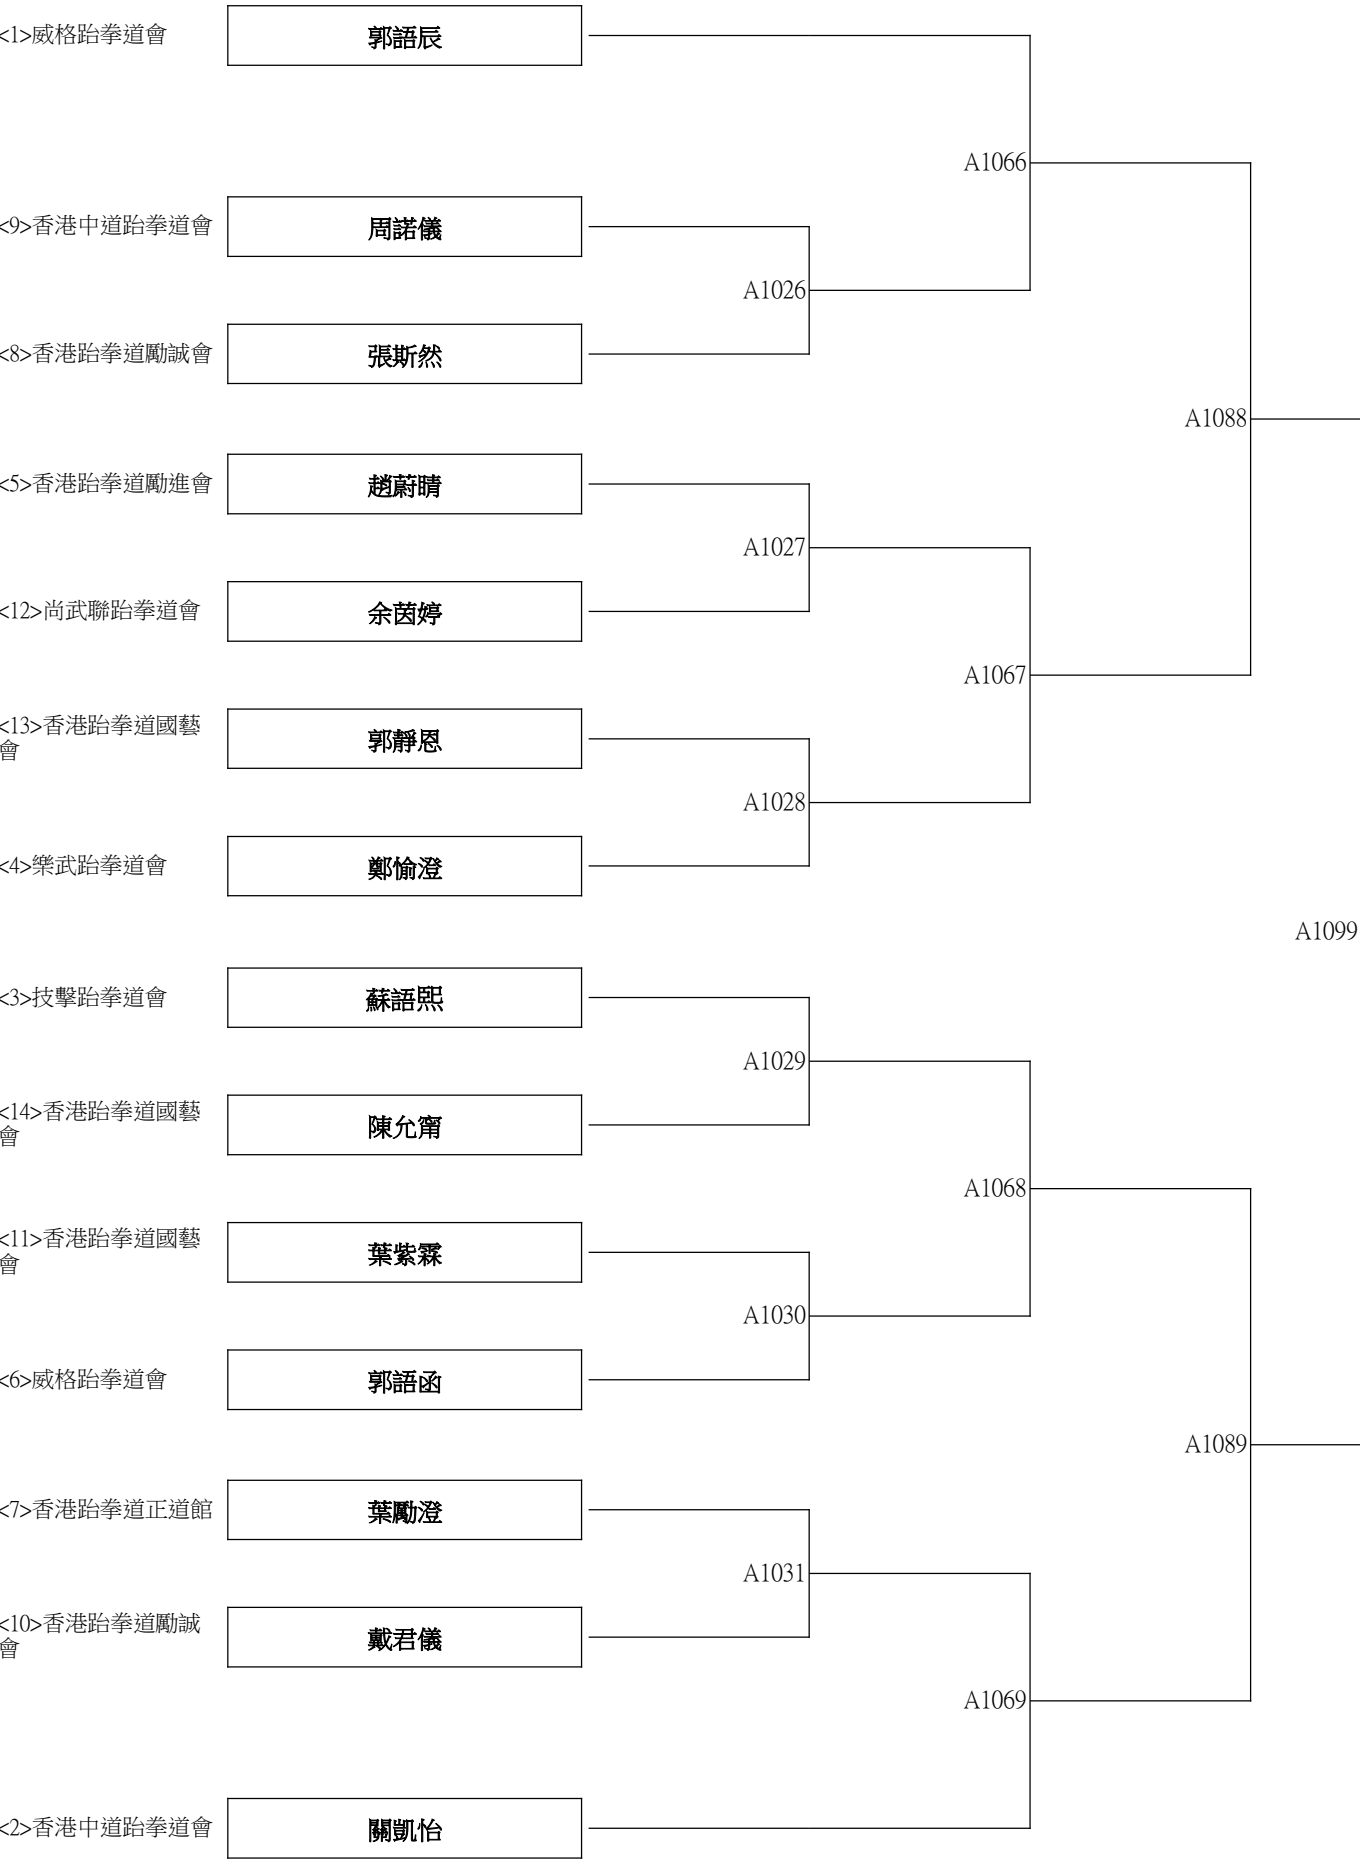 <1>威格跆拳道會
郭語辰
A1066
<9>香港中道跆拳道會
周諾儀
A1026
<8>香港跆拳道勵誠會
張斯然
A1088
<5>香港跆拳道勵進會
趙蔚晴
A1027
<12>尚武聯跆拳道會
余茵婷
A1067
<13>香港跆拳道國藝
會
郭靜恩
A1028
<4>樂武跆拳道會
鄭愉澄
A1099
<3>技擊跆拳道會
蘇語熙
A1029
<14>香港跆拳道國藝
會
陳允甯
A1068
<11>香港跆拳道國藝
會
葉紫霖
A1030
<6>威格跆拳道會
郭語函
A1089
<7>香港跆拳道正道館
葉勵澄
A1031
<10>香港跆拳道勵誠
會
戴君儀
A1069
<2>香港中道跆拳道會
關凱怡